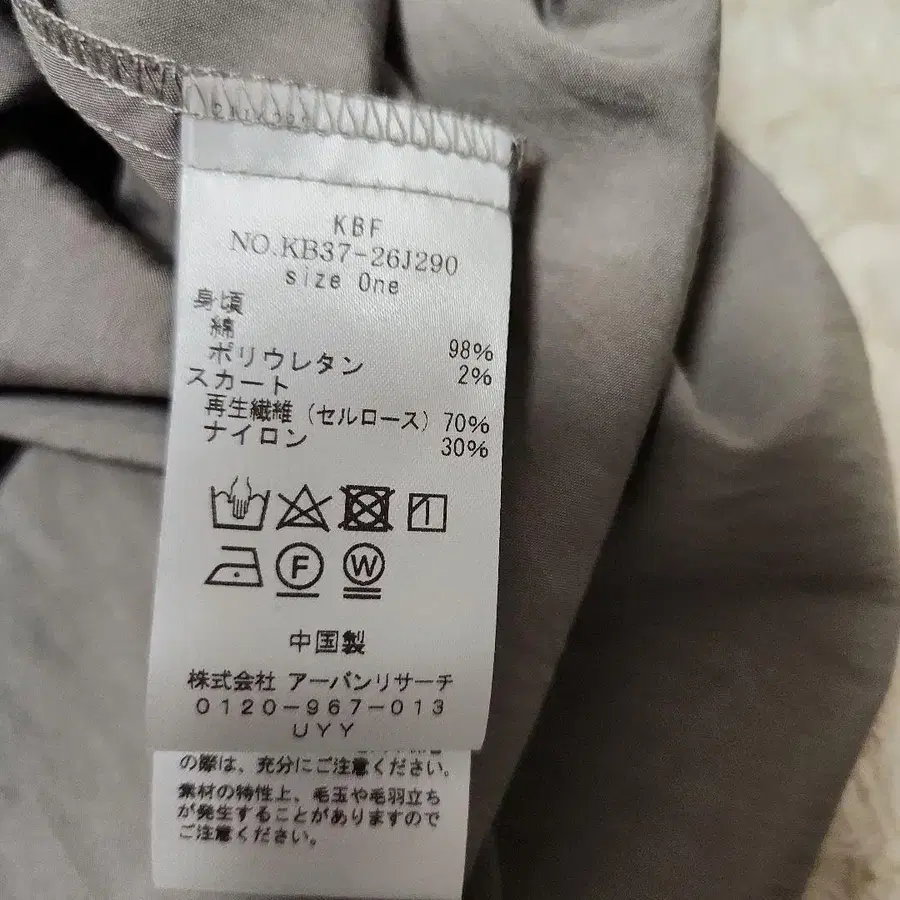 KBF
NO.KB37-26J290
size One
身頃
綿 98%
ポリウレタン 2%
スカート
再生繊維(セルロース) 70%
ナイロン 30%
F
W
中国製
株式会社 アーバンリサーチ
0120-967-013
UYY
の際は、充分にご注意ください。
素材の特性上、毛玉や毛羽立ち
が発生することがありますので
ご注意ください。